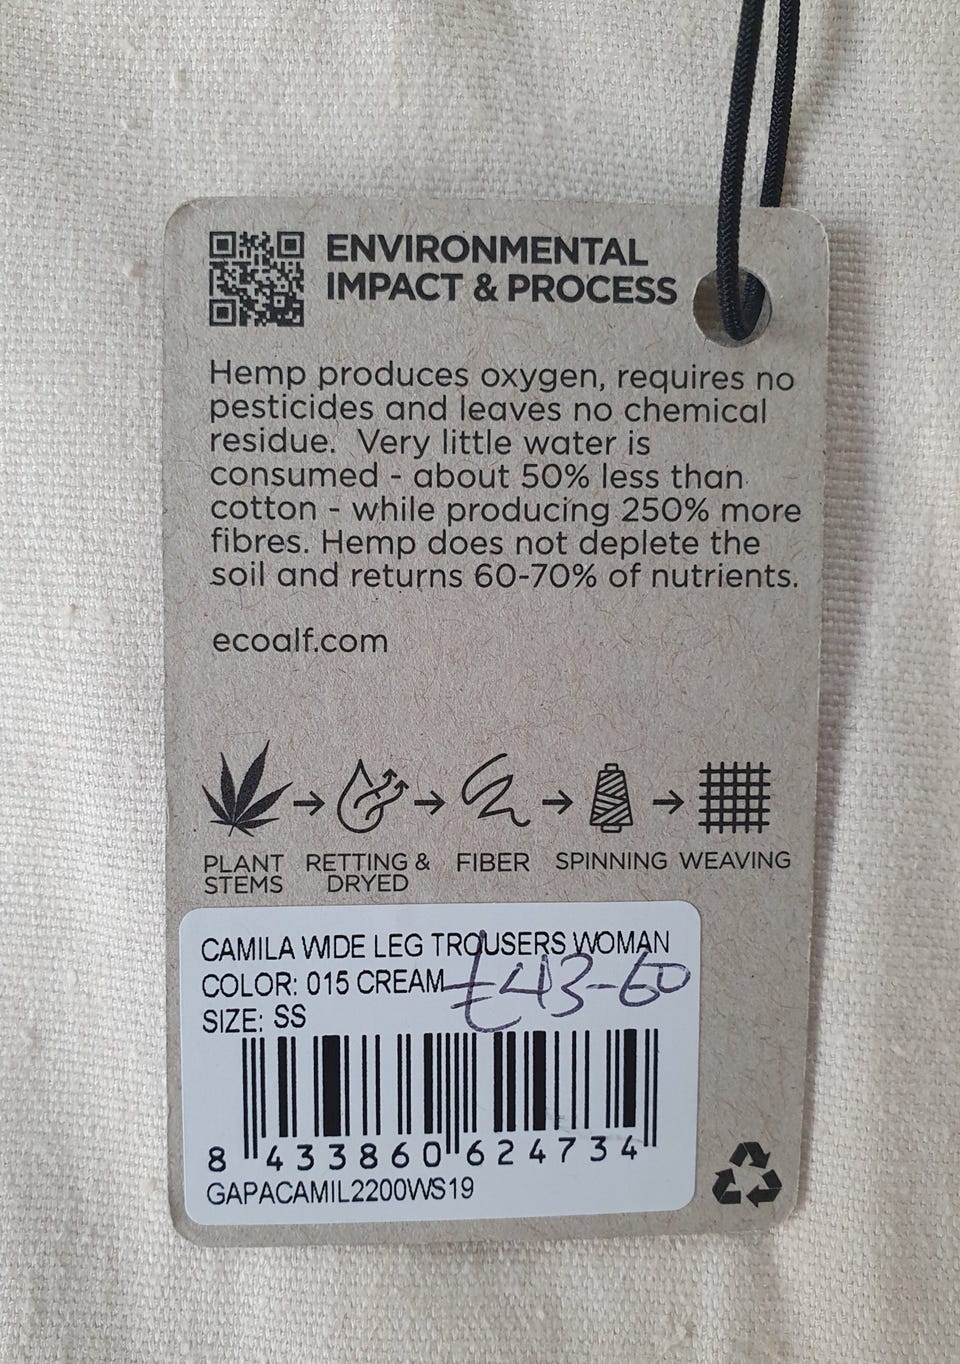 ENVIRONMENTAL
IMPACT & PROCESS
Hemp produces oxygen, requires no
pesticides and leaves no chemical
residue.  Very little water is
consumed - about 50% less than
cotton - while producing 250% more
fibres. Hemp does not deplete the
soil and returns 60-70% of nutrients.
ecoalf.com
PLANT STEMS
RETTING & DRYED
FIBER
SPINNING
WEAVING
CAMILA WIDE LEG TROUSERS WOMAN
COLOR: 015 CREAM
£43-60
SIZE: SS
8 433860 624734
GAPACAMIL2200WS19